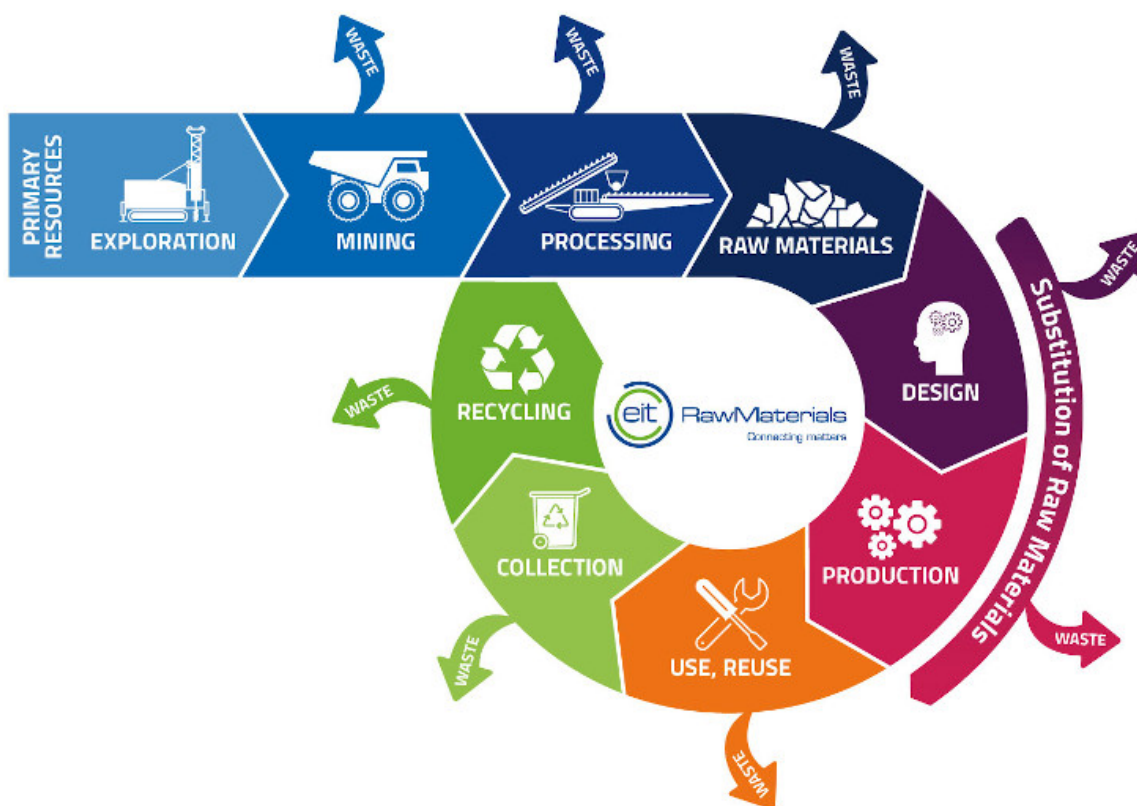 WASTE
WASTE
WASTE
PRIMARY
RESOURCES
EXPLORATION
MINING
PROCESSING
RAW MATERIALS
WASTE
Substitution of Raw Materials
DESIGN
RECYCLING
WASTE
eit RawMaterials
Connecting matters
COLLECTION
PRODUCTION
WASTE
WASTE
USE, REUSE
WASTE